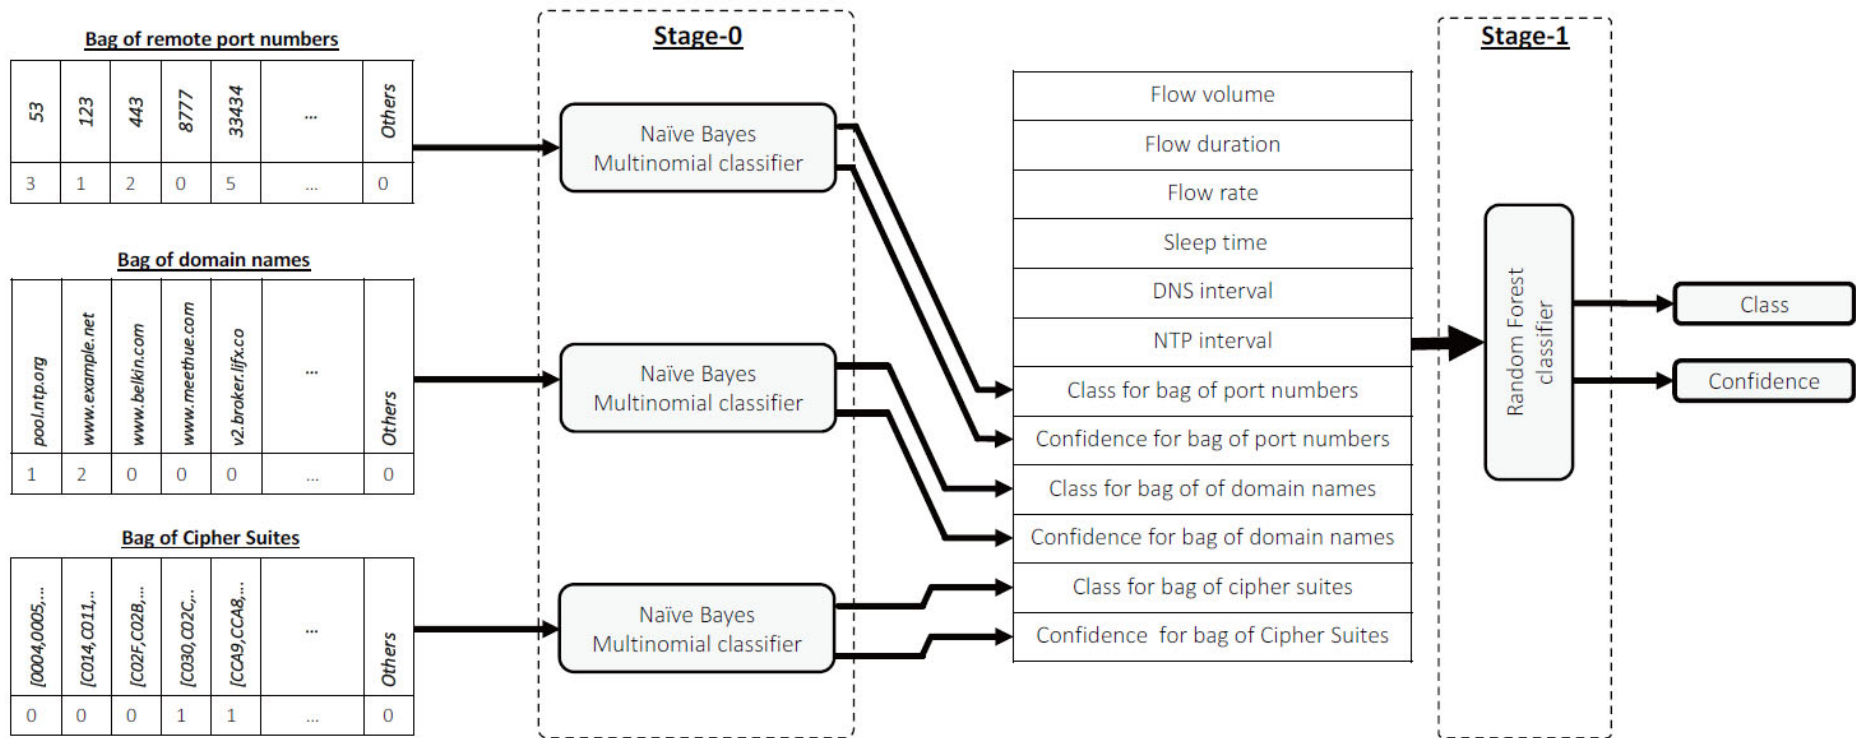 Bag of remote port numbers
53
123
443
8777
33434
...
Others
3 1 2 0 5 ... 0
Bag of domain names
pool.ntp.org
www.example.net
www.belkin.com
www.meethue.com
v2.broker.lifx.co
...
Others
1 2 0 0 0 ... 0
Bag of Cipher Suites
[0004,0005,...
[C014,C011,..
[C02F,C02B,...
[C030,C02C,..
[CCA9,CCA8,...
...
Others
0 0 0 1 1 ... 0
Stage-0
Naïve Bayes
Multinomial classifier
Naïve Bayes
Multinomial classifier
Naïve Bayes
Multinomial classifier
Flow volume
Flow duration
Flow rate
Sleep time
DNS interval
NTP interval
Class for bag of port numbers
Confidence for bag of port numbers
Class for bag of of domain names
Confidence for bag of domain names
Class for bag of cipher suites
Confidence for bag of Cipher Suites
Stage-1
Random Forest
classifier
Class
Confidence